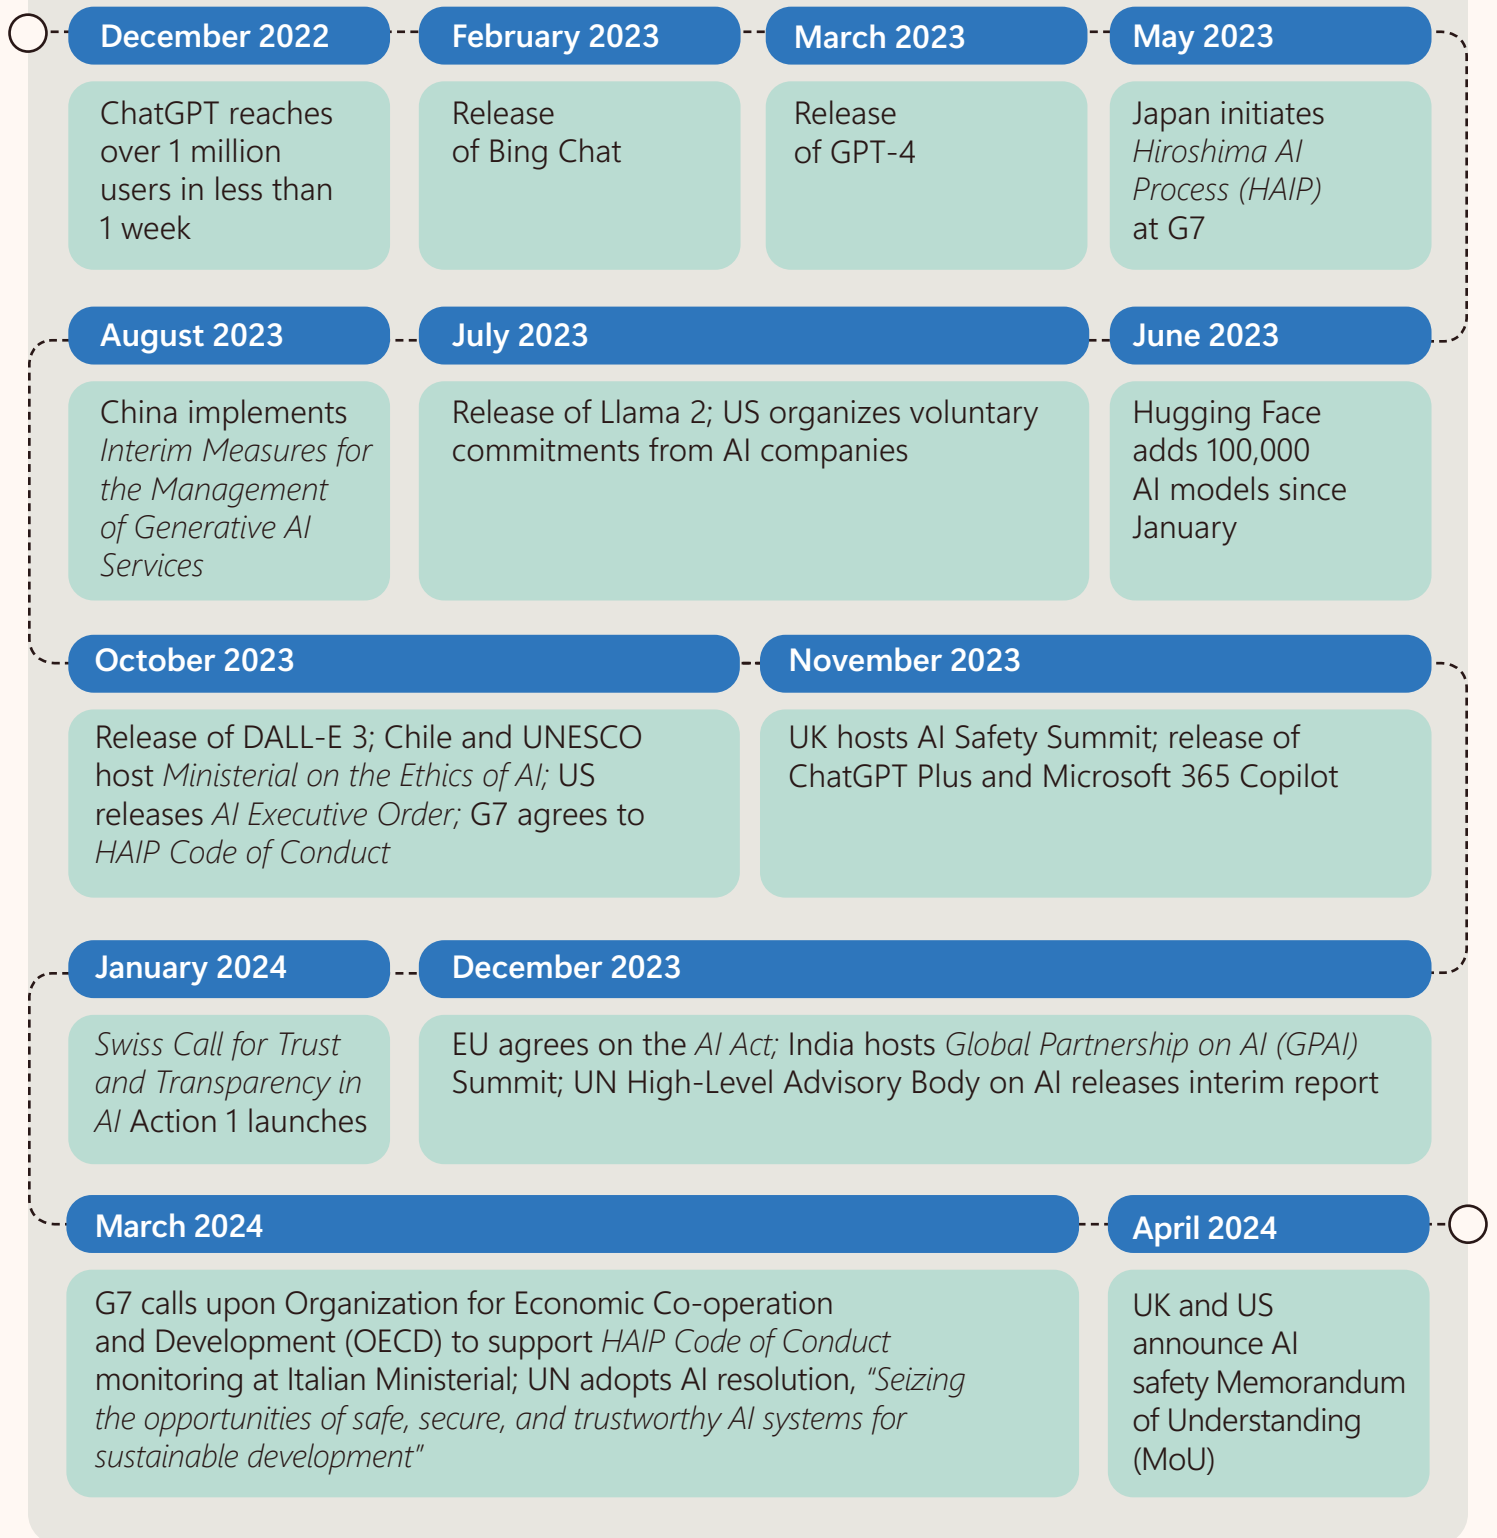 December 2022
ChatGPT reaches
over 1 million
users in less than
1 week
February 2023
Release
of Bing Chat
March 2023
Release
of GPT-4
May 2023
Japan initiates
Hiroshima AI
Process (HAIP)
at G7
June 2023
Hugging Face
adds 100,000
AI models since
January
July 2023
Release of Llama 2; US organizes voluntary
commitments from AI companies
August 2023
China implements
Interim Measures for
the Management
of Generative AI
Services
October 2023
Release of DALL-E 3; Chile and UNESCO
host Ministerial on the Ethics of AI; US
releases AI Executive Order; G7 agrees to
HAIP Code of Conduct
November 2023
UK hosts AI Safety Summit; release of
ChatGPT Plus and Microsoft 365 Copilot
December 2023
EU agrees on the AI Act; India hosts Global Partnership on AI (GPAI)
Summit; UN High-Level Advisory Body on AI releases interim report
January 2024
Swiss Call for Trust
and Transparency in
AI Action 1 launches
March 2024
G7 calls upon Organization for Economic Co-operation
and Development (OECD) to support HAIP Code of Conduct
monitoring at Italian Ministerial; UN adopts AI resolution, "Seizing
the opportunities of safe, secure, and trustworthy AI systems for
sustainable development"
April 2024
UK and US
announce AI
safety Memorandum
of Understanding
(MoU)